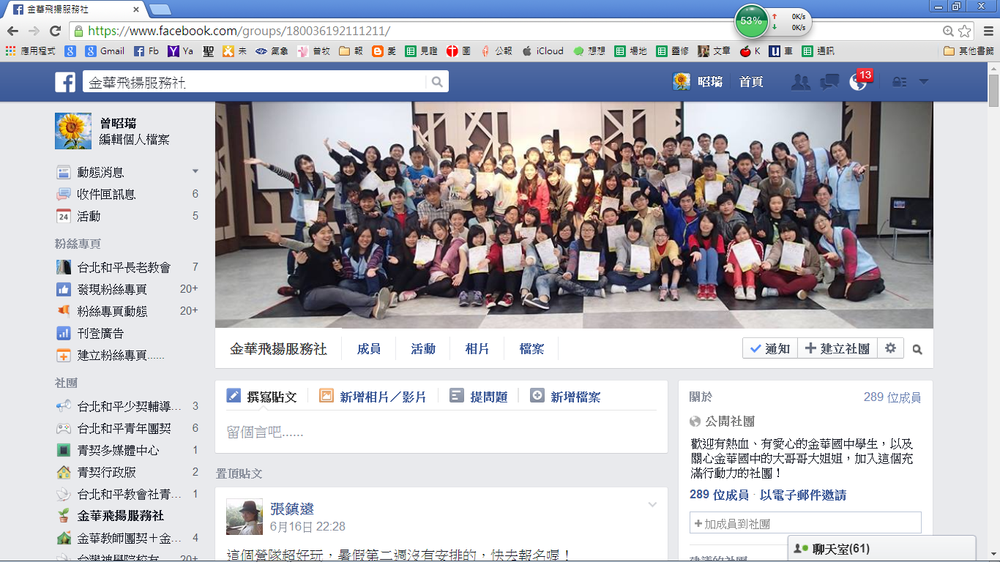 金華飛揚服務社
https://www.facebook.com/groups/180036192111211/
53%
0K/s
0K/s
應用程式 Gmail Fb Ya 聖 未 氣象 首牧 報 愛 見證 圖 公報 iCloud 想想 場地 靈修 文章 K 車 通訊 其他書籤
金華飛揚服務社
昭瑞 首頁 13
曾昭瑞
編輯個人檔案
動態消息
收件匣訊息 6
24 活動 5
粉絲專頁
台北和平長老教會 7
發現粉絲專頁 20+
粉絲專頁動態 20+
刊登廣告
建立粉絲專頁......
社團
台北和平少契輔導... 3
台北和平青年團契 6
青契多媒體中心 1
青契行政版 2
台北和平教會社青... 1
金華飛揚服務社
金華教師團契＋金... 4
台灣神學院校友 20+
金華飛揚服務社 成員 活動 相片 檔案 通知 建立社團
撰寫貼文 新增相片／影片 提問題 新增檔案
留個言吧......
置頂貼文
張鎮遠
6月16日 22:28
這個營隊超好玩，暑假第二週沒有安排的，快去報名喔！
關於 289 位成員
公開社團
歡迎有熱血、有愛心的金華國中學生，以及
關心金華國中的大哥哥大姐姐，加入這個充
滿行動力的社團！
289 位成員 · 以電子郵件邀請
+加成員到社團
建議的社團
聊天室(61)